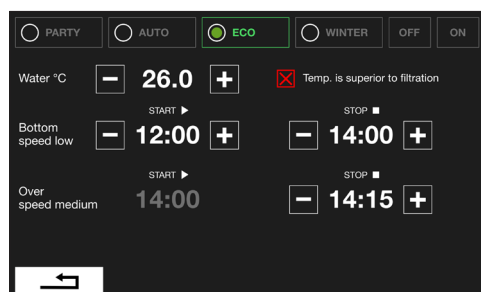 PARTY AUTO ECO WINTER OFF ON
Water °C 26.0 Temp. is superior to filtration
START STOP
Bottom
speed low 12:00 14:00
START STOP
Over
speed medium 14:00 14:15